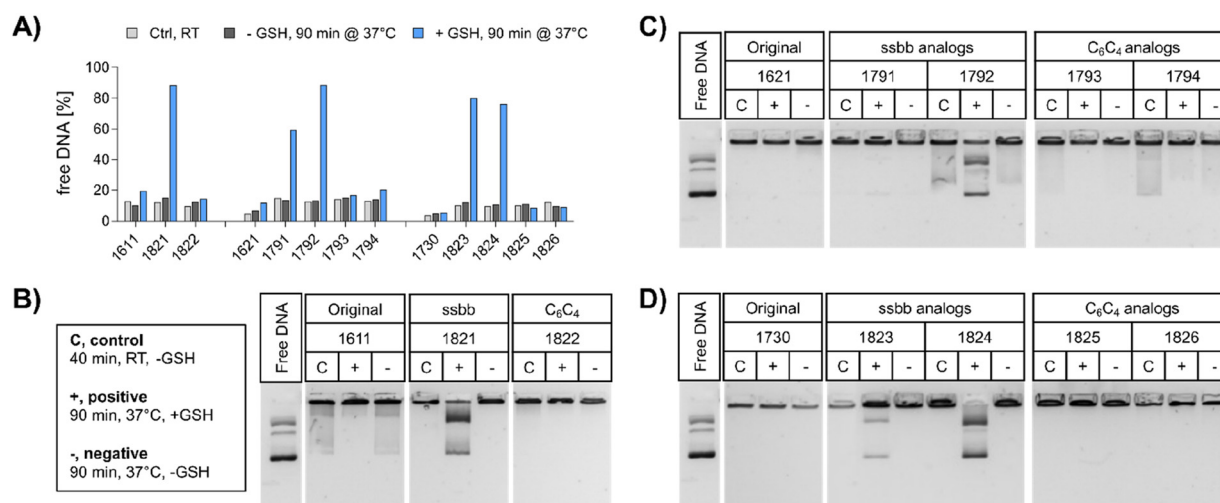 A)
Ctrl, RT - GSH, 90 min @ 37°C + GSH, 90 min @ 37°C
free DNA [%]
100
80
60
40
20
0
1611 1821 1822 1621 1791 1792 1793 1794 1730 1823 1824 1825 1826
B)
C, control
40 min, RT, -GSH
+, positive
90 min, 37°C, +GSH
-, negative
90 min, 37°C, -GSH
Free DNA
Original ssbb C₆C₄
1611 1821 1822
C + - C + - C + -
C)
Free DNA
Original ssbb analogs C₆C₄ analogs
1621 1791 1792 1793 1794
C + - C + - C + - C + - C + -
D)
Free DNA
Original ssbb analogs C₆C₄ analogs
1730 1823 1824 1825 1826
C + - C + - C + - C + - C + -